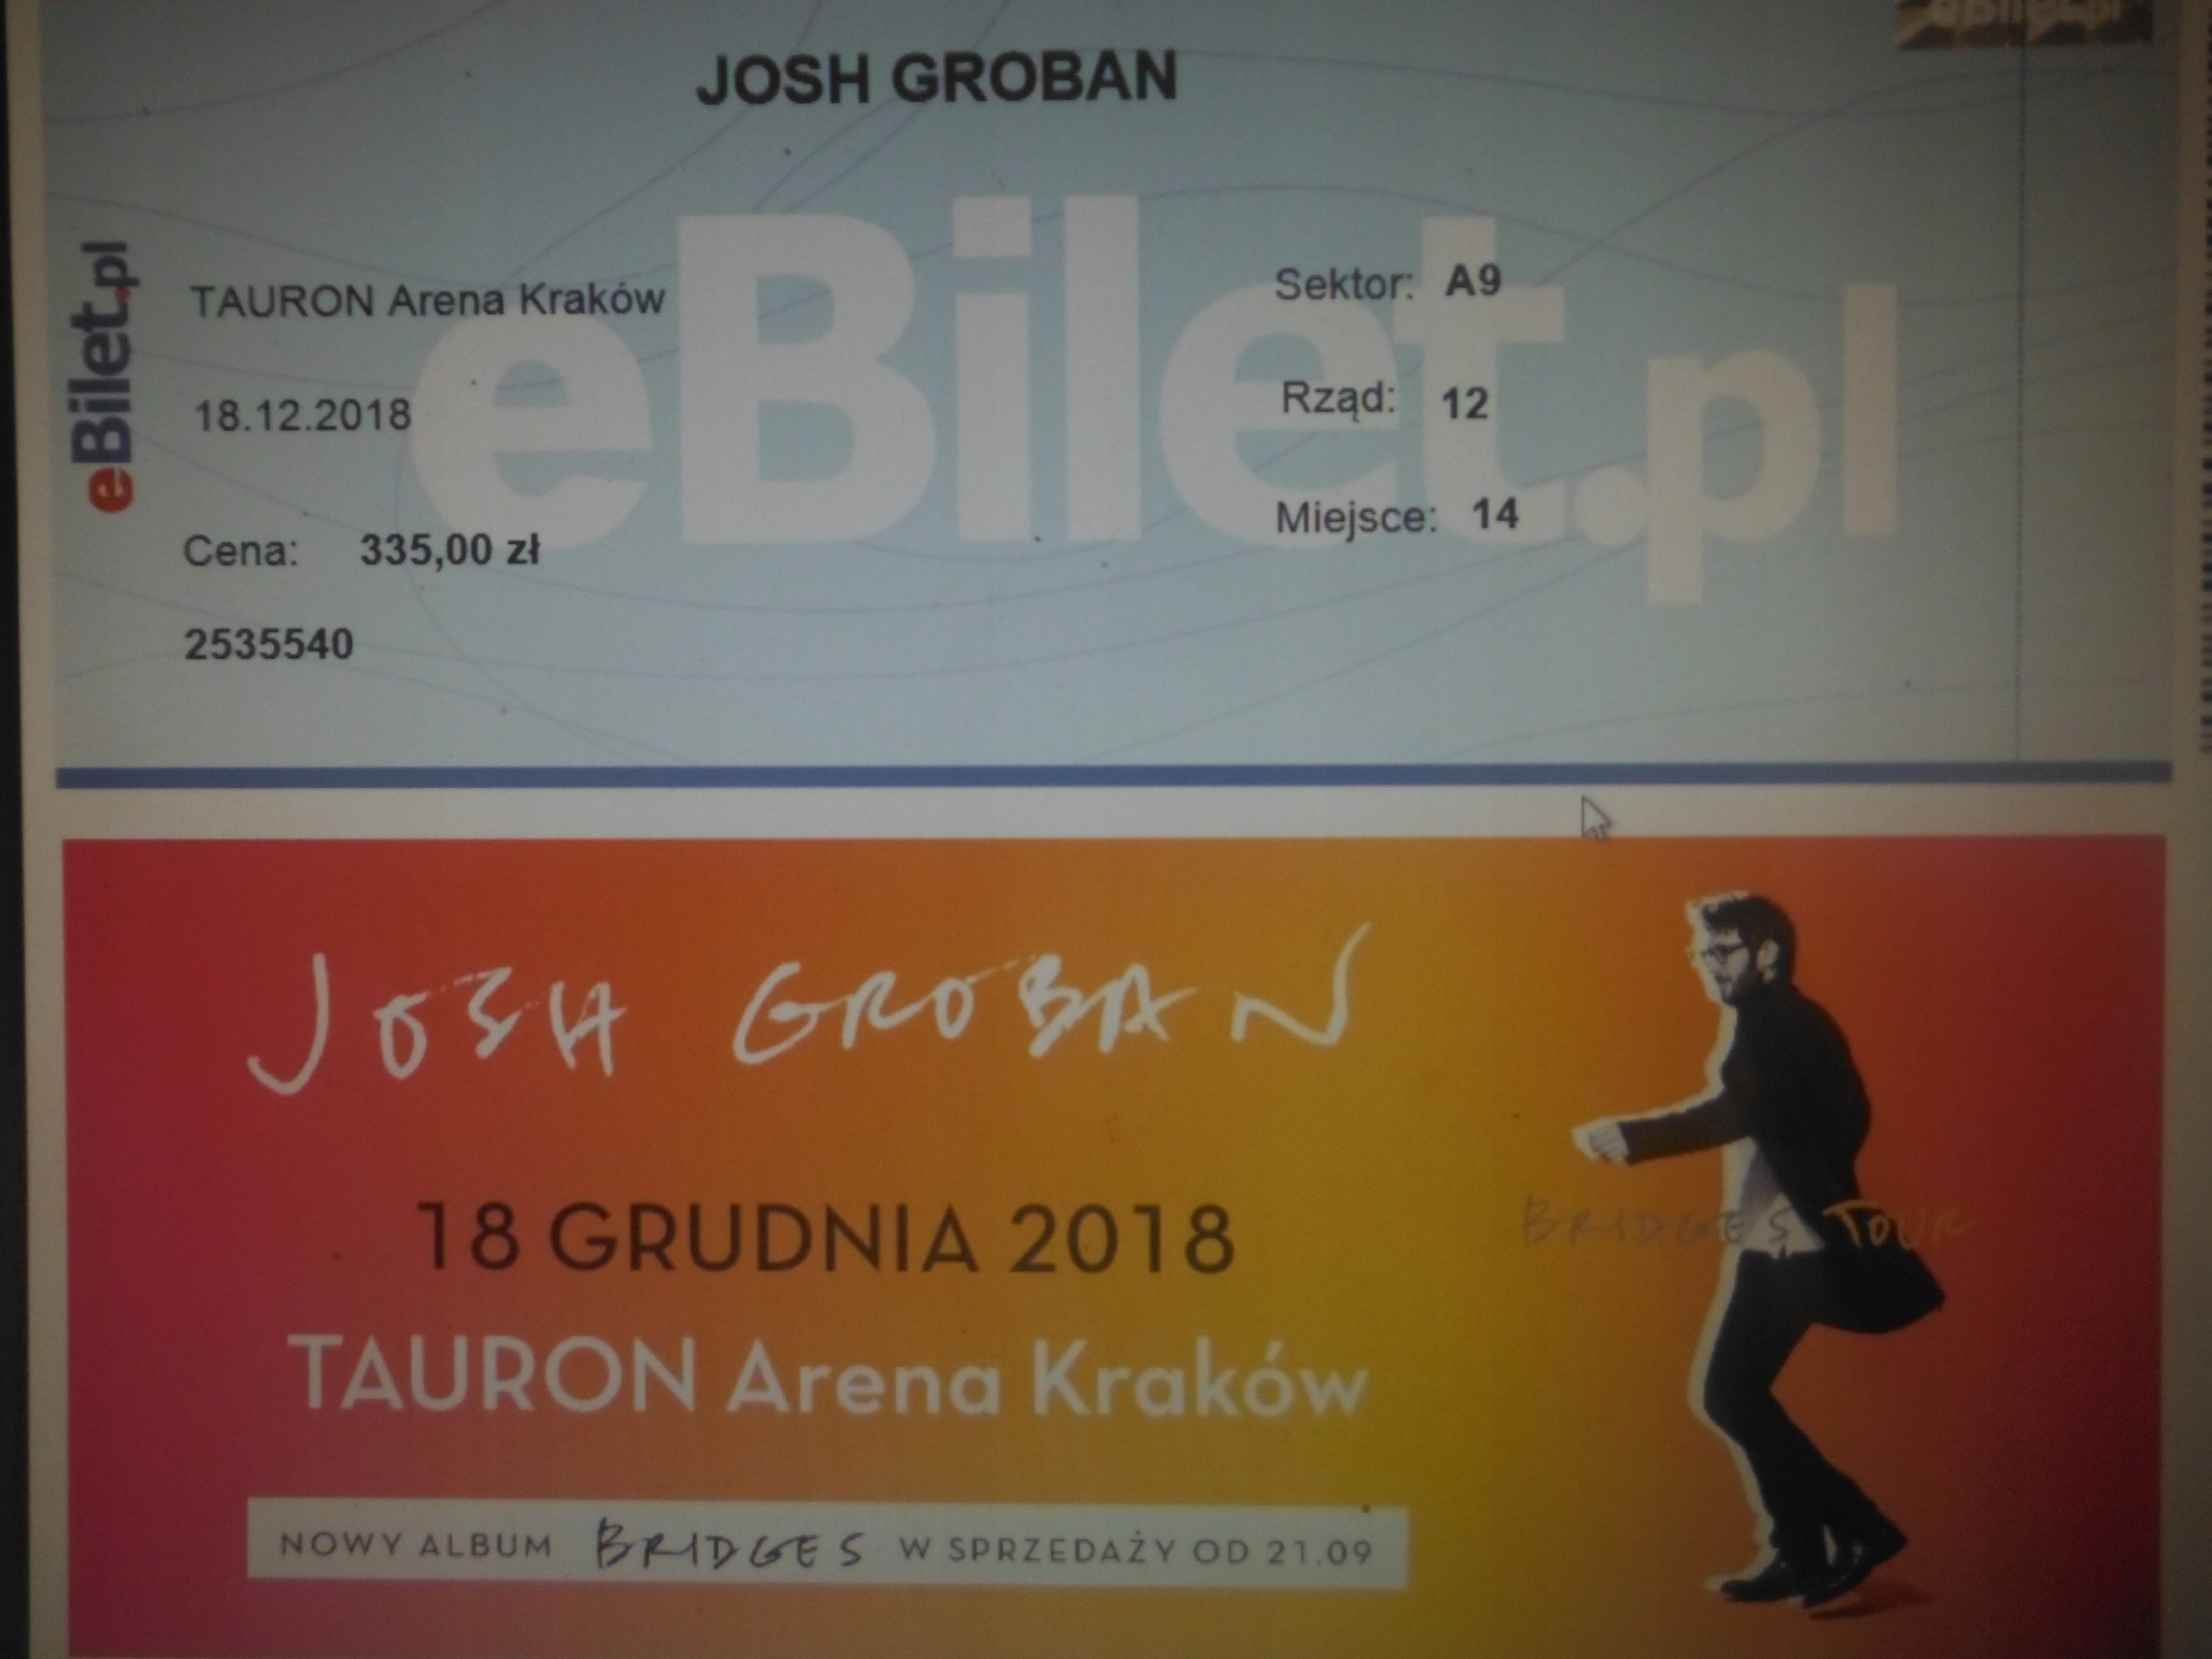 eBilet.pl
JOSH GROBAN
eBilet.pl
eBilet.pl
TAURON Arena Kraków
Sektor: A9
18.12.2018
Rząd: 12
Cena: 335,00 zł
Miejsce: 14
2535540
JOSH GROBAN
18 GRUDNIA 2018
BRIDGES TOUR
TAURON Arena Kraków
NOWY ALBUM BRIDGES W SPRZEDAŻY OD 21.09